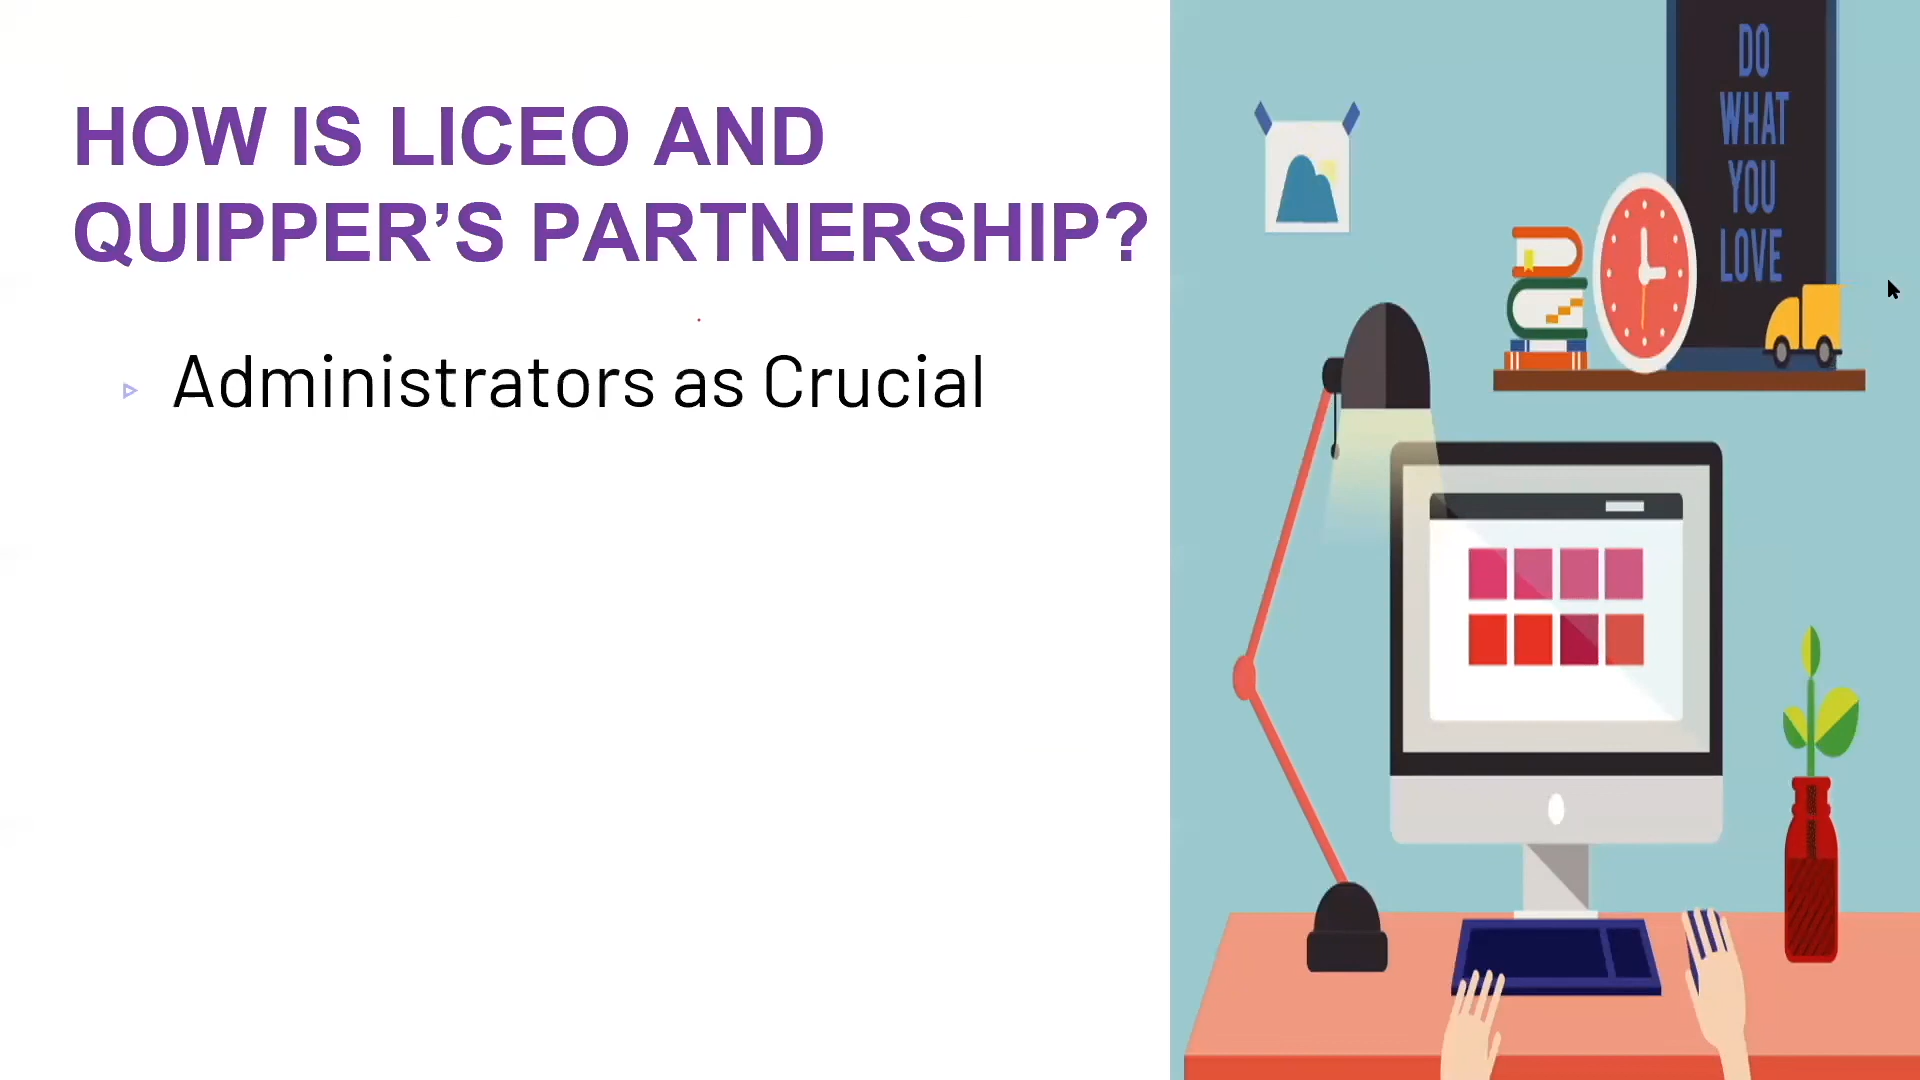 HOW IS LICEO AND
QUIPPER’S PARTNERSHIP?
Administrators as Crucial
DO
WHAT
YOU
LOVE